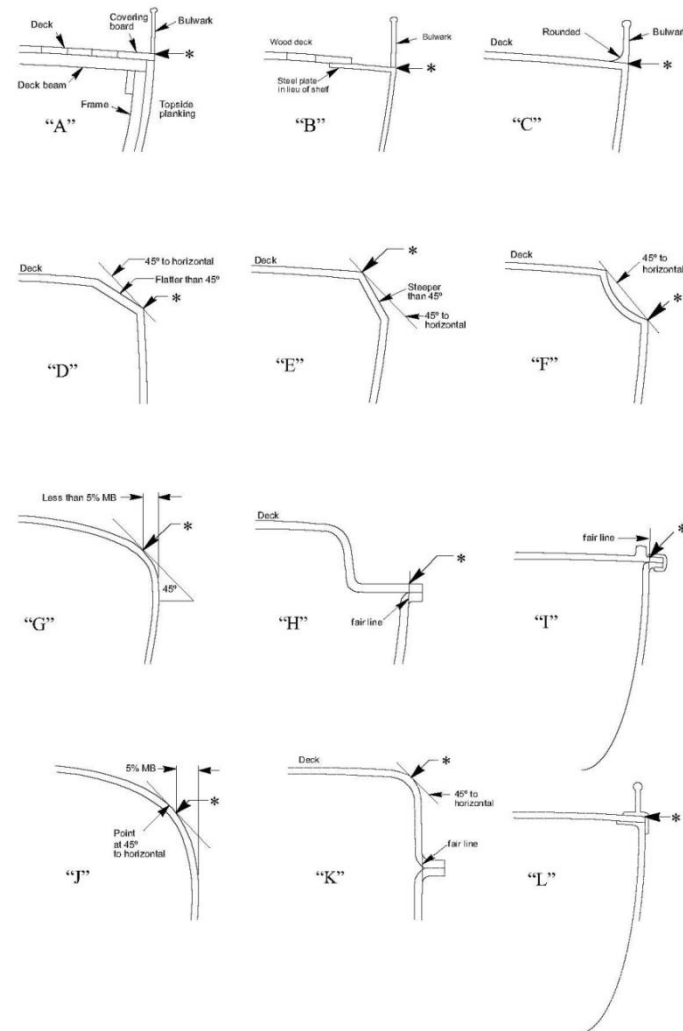 Deck
Covering
board
Bulwark
*
Deck beam
Frame
Topside
planking
“A”
Wood deck
Bulwark
*
Steel plate
in lieu of shelf
“B”
Rounded
Bulwark
Deck
*
“C”
45º to horizontal
Deck
Flatter than 45º
*
“D”
*
Deck
Steeper
than 45º
45º to
horizontal
“E”
45º to
horizontal
Deck
*
“F”
Less than 5% MB
*
45º
“G”
Deck
*
fair line
“H”
fair line
*
“I”
5% MB
*
Point
at 45º
to horizontal
“J”
Deck
*
45º to
horizontal
fair line
“K”
*
“L”